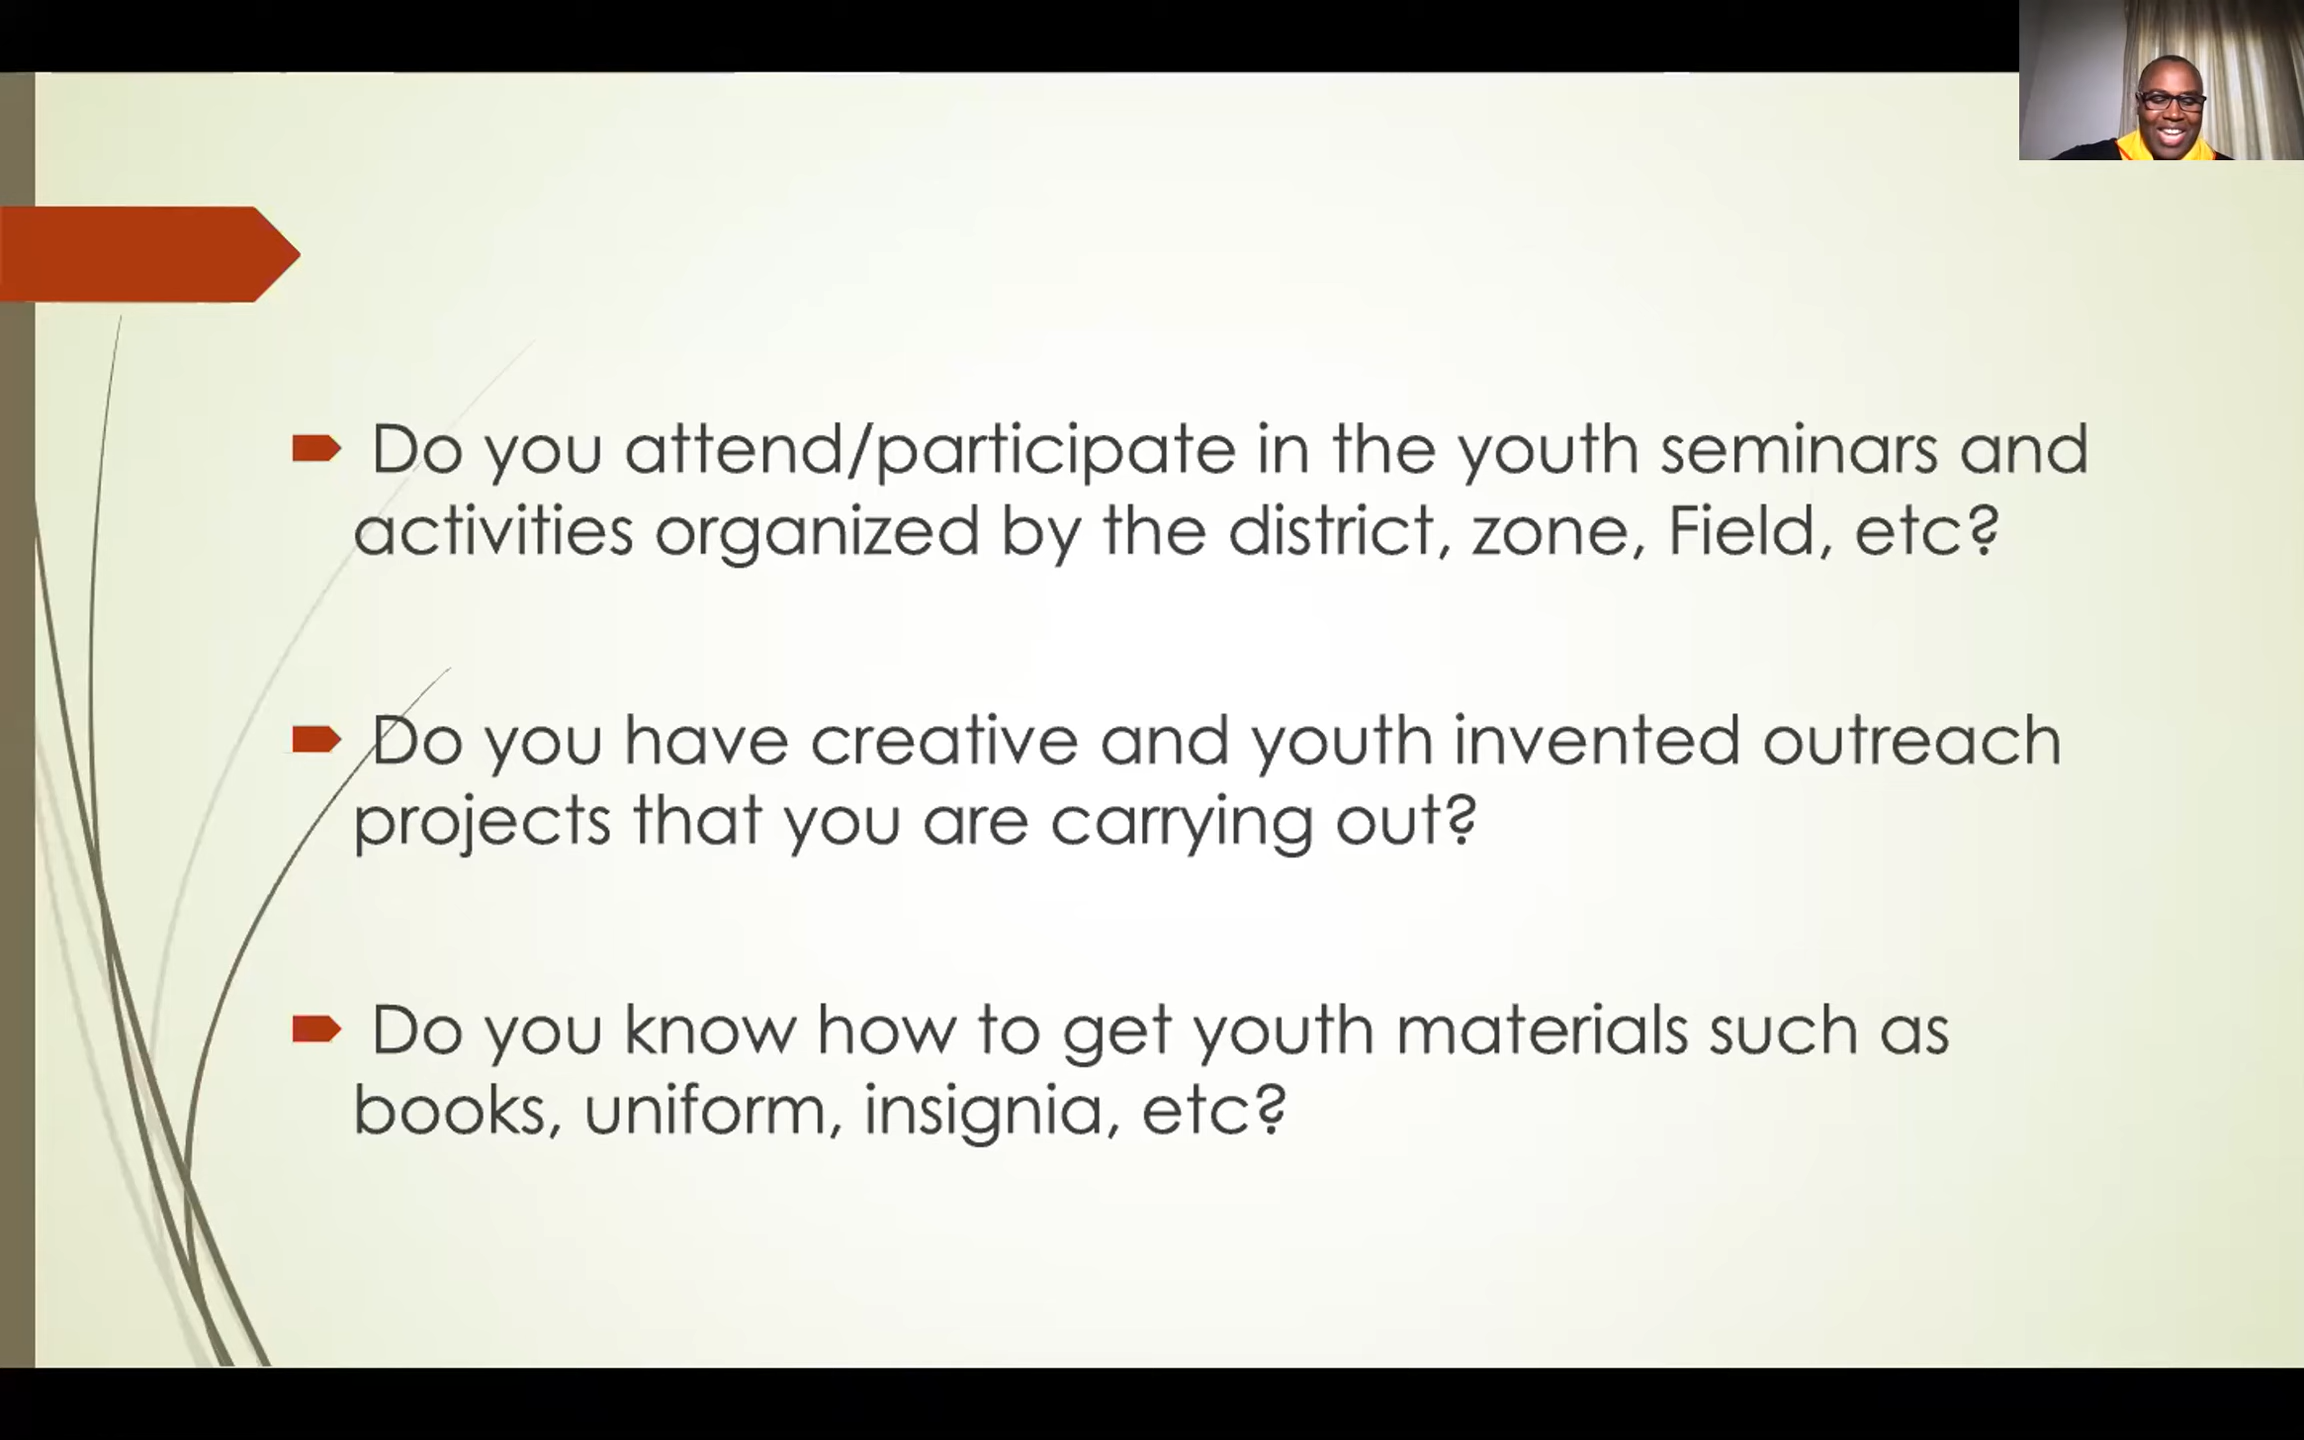 Do you attend/participate in the youth seminars and
activities organized by the district, zone, Field, etc?
Do you have creative and youth invented outreach
projects that you are carrying out?
Do you know how to get youth materials such as
books, uniform, insignia, etc?